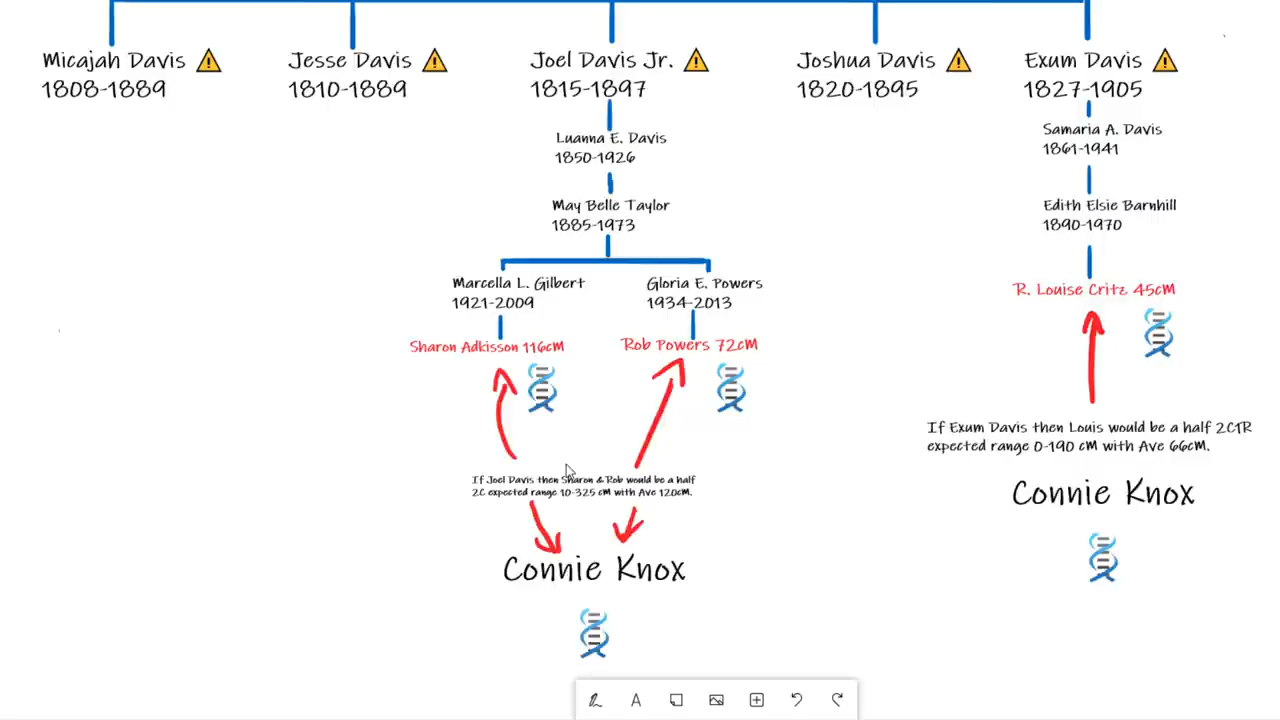 Micajah Davis
1808-1889
Jesse Davis
1810-1889
Joel Davis Jr.
1815-1897
Joshua Davis
1820-1895
Exum Davis
1827-1905
Luanna E. Davis
1850-1926
May Belle Taylor
1885-1973
Marcella L. Gilbert
1921-2009
Gloria E. Powers
1934-2013
Sharon Adkisson 116cM
Rob Powers 72cM
If Joel Davis then Sharon & Rob would be a half
2C expected range 10-325 cM with Ave 120cM.
Connie Knox
Samaria A. Davis
1861-1941
Edith Elsie Barnhill
1890-1970
R. Louise Critz 45cM
If Exum Davis then Louis would be a half 2C1R
expected range 0-190 cM with Ave 66cM.
Connie Knox
A